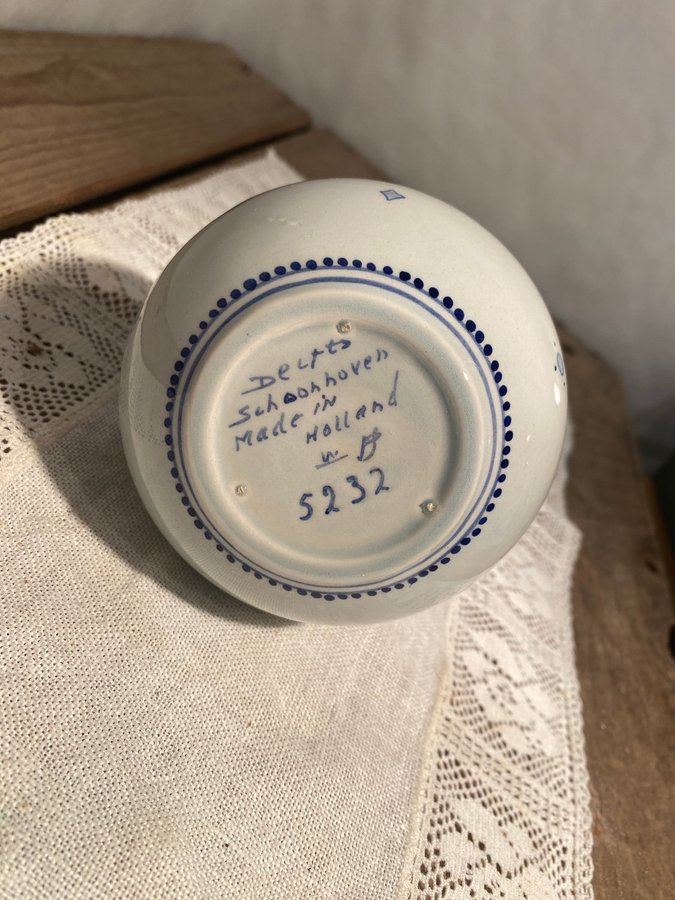 Delfts
Schoonhoven
Made in
Holland
5232